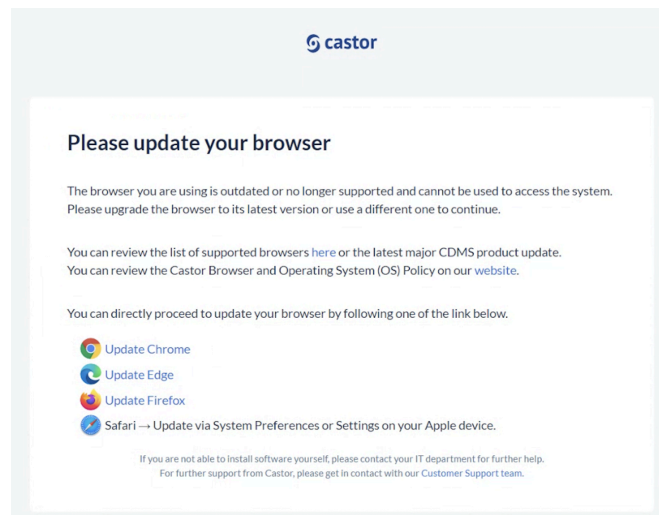 castor
Please update your browser
The browser you are using is outdated or no longer supported and cannot be used to access the system.
Please upgrade the browser to its latest version or use a different one to continue.
You can review the list of supported browsers here or the latest major CDMS product update.
You can review the Castor Browser and Operating System (OS) Policy on our website.
You can directly proceed to update your browser by following one of the link below.
Update Chrome
Update Edge
Update Firefox
Safari → Update via System Preferences or Settings on your Apple device.
If you are not able to install software yourself, please contact your IT department for further help.
For further support from Castor, please get in contact with our Customer Support team.